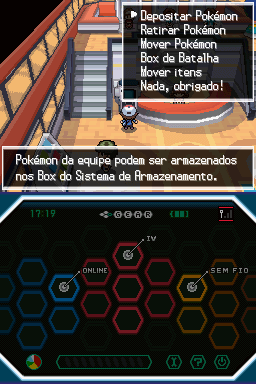 Depositar Pokémon
Retirar Pokémon
Mover Pokémon
Box de Batalha
Mover itens
Nada, obrigado!
Pokémon da equipe podem ser armazenados
nos Box do Sistema de Armazenamento.
17:19
C GEAR
IV
ONLINE
SEM FIO